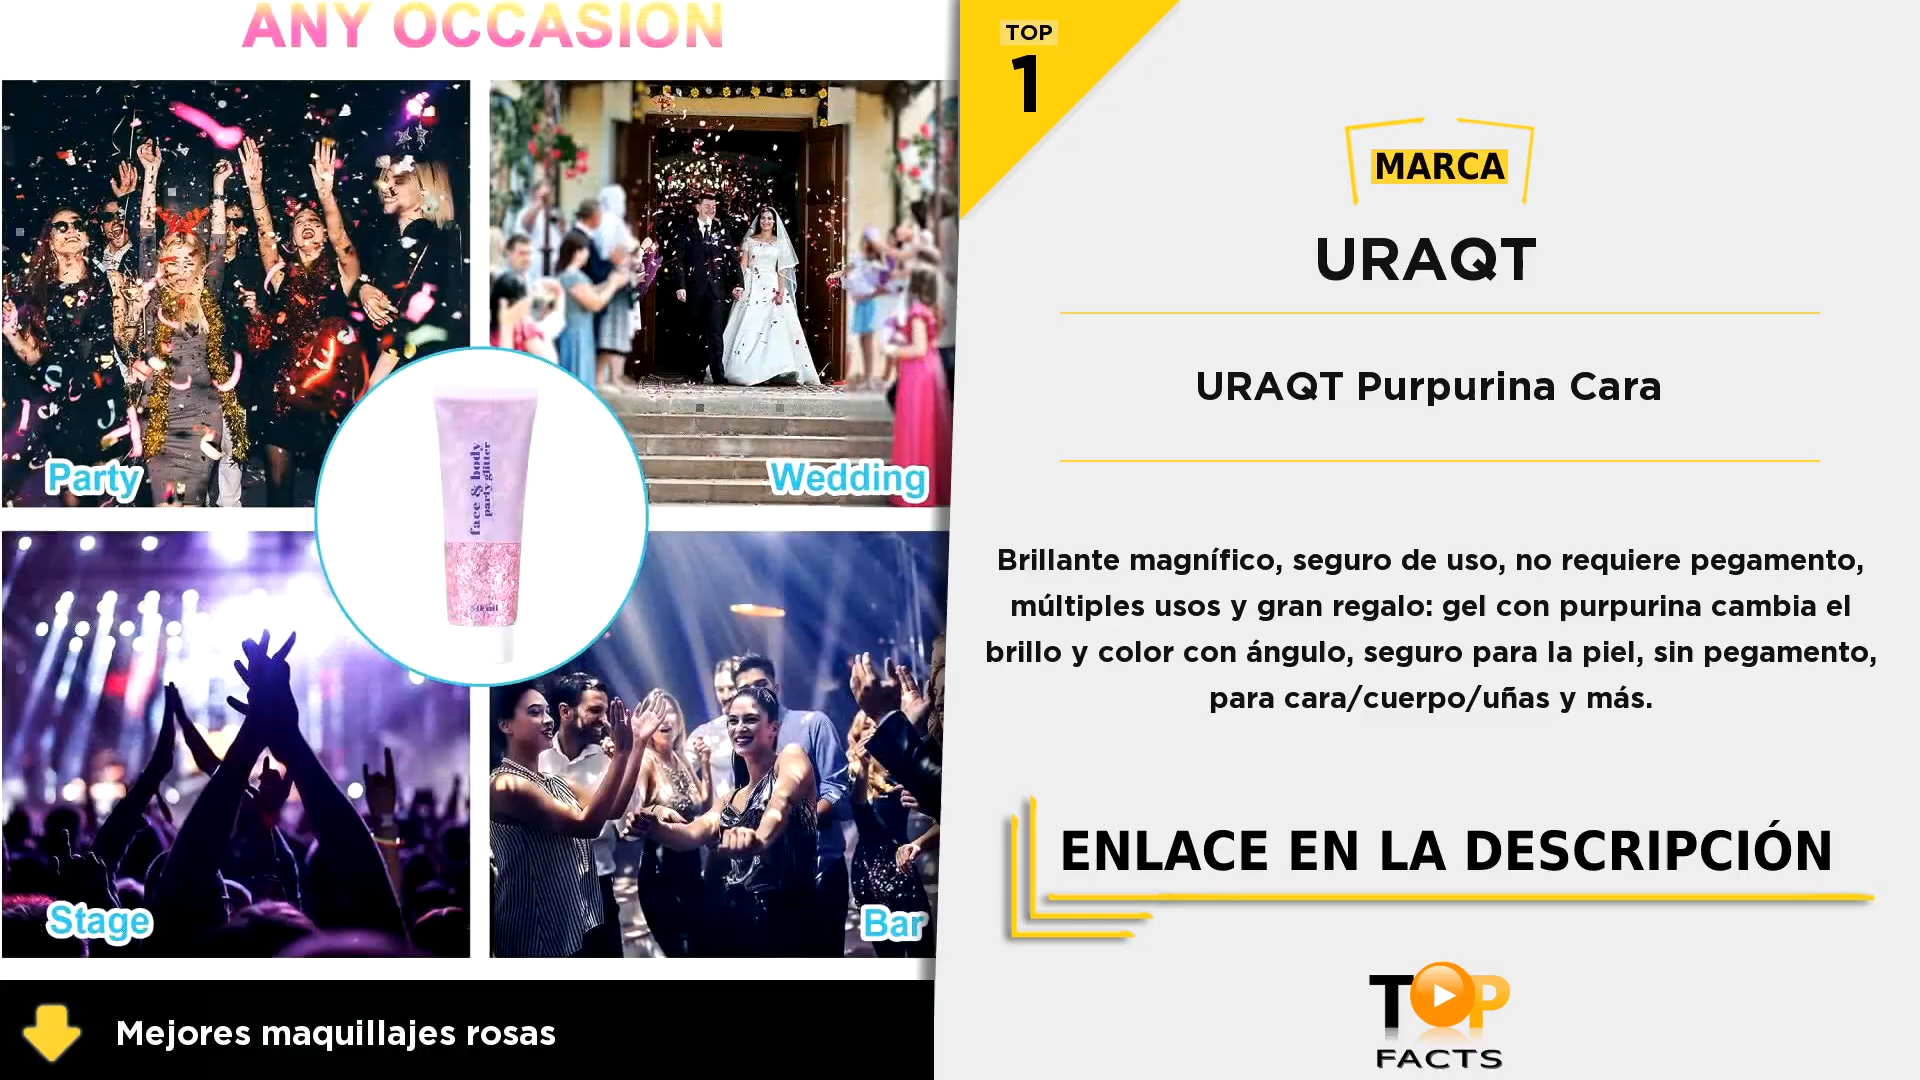 ANY OCCASION
Party
Wedding
face & body
party glitter
Stage
Bar
Mejores maquillajes rosas
TOP
1
MARCA
URAQT
URAQT Purpurina Cara
Brillante magnífico, seguro de uso, no requiere pegamento,
múltiples usos y gran regalo: gel con purpurina cambia el
brillo y color con ángulo, seguro para la piel, sin pegamento,
para cara/cuerpo/uñas y más.
ENLACE EN LA DESCRIPCIÓN
TOP
FACTS